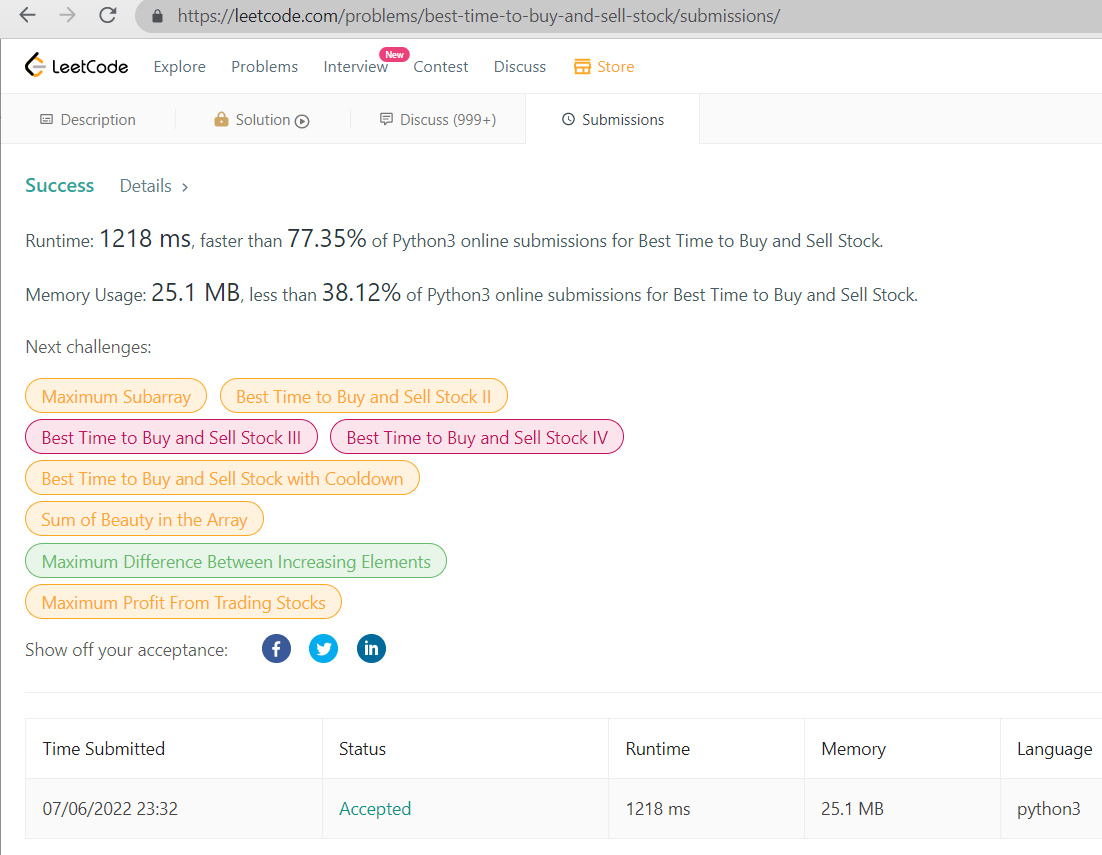 https://leetcode.com/problems/best-time-to-buy-and-sell-stock/submissions/
LeetCode Explore Problems Interview New Contest Discuss Store
Description Solution Discuss (999+) Submissions
Success Details >
Runtime: 1218 ms, faster than 77.35% of Python3 online submissions for Best Time to Buy and Sell Stock.
Memory Usage: 25.1 MB, less than 38.12% of Python3 online submissions for Best Time to Buy and Sell Stock.
Next challenges:
Maximum Subarray Best Time to Buy and Sell Stock II
Best Time to Buy and Sell Stock III Best Time to Buy and Sell Stock IV
Best Time to Buy and Sell Stock with Cooldown
Sum of Beauty in the Array
Maximum Difference Between Increasing Elements
Maximum Profit From Trading Stocks
Show off your acceptance: f in
Time Submitted Status Runtime Memory Language
07/06/2022 23:32 Accepted 1218 ms 25.1 MB python3